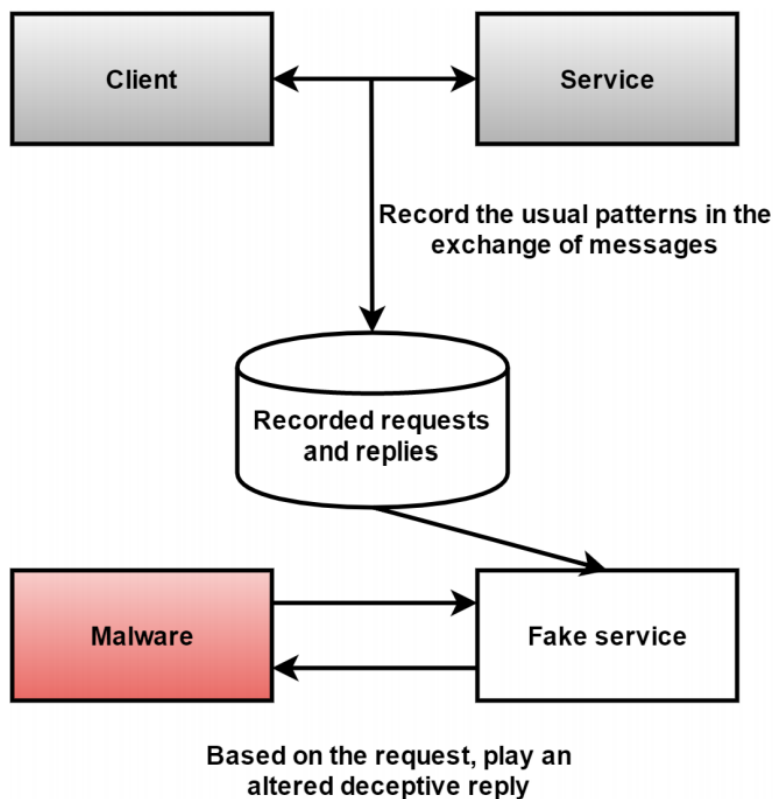 Client
Service
Record the usual patterns in the
exchange of messages
Recorded requests
and replies
Malware
Fake service
Based on the request, play an
altered deceptive reply